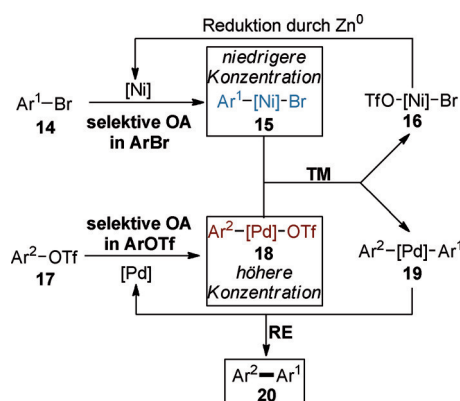 Reduktion durch Zn⁰
niedrigere
Konzentration
[Ni]
Ar¹–Br
Ar¹–[Ni]-Br
TfO-[Ni]–Br
14
selektive OA
in ArBr
15
16
TM
selektive OA
in ArOTf
Ar²–OTf
Ar²–[Pd]-OTf
18
Ar²–[Pd]-Ar¹
17
[Pd]
höhere
Konzentration
19
RE
Ar²–Ar¹
20